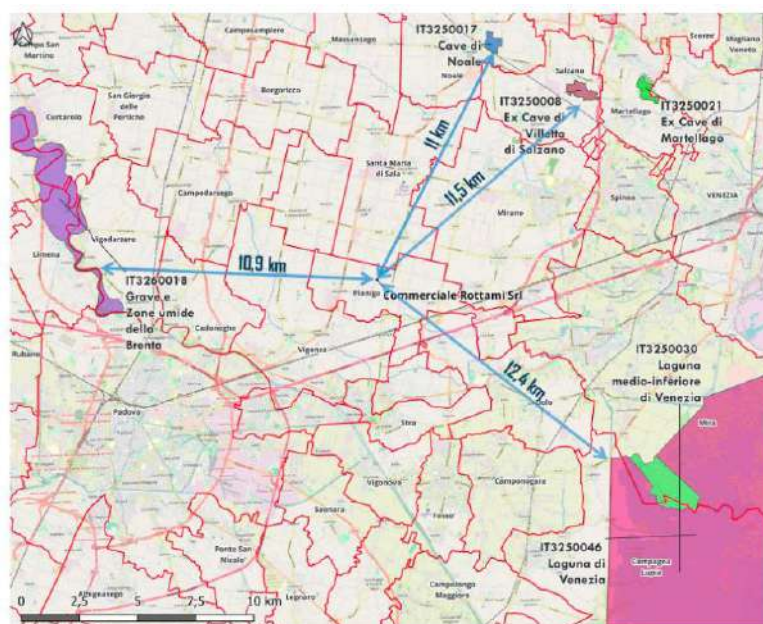 Camposampiero
Massanzago
IT3250017
Cave di
Noale
Noale
Scorzè
Mogliano
Veneto
Campo San
Martino
San Giorgio
delle
Pertiche
Borgoricco
Salzano
Martellago
IT3250021
Ex Cave di
Martellago
IT3250008
Ex Cave di
Villetta
di Salzano
Curtarolo
Santa Maria
di Sala
11 km
11,5 km
Campodarsego
Spinea
VENEZIA
Mirano
Vigodarzere
Limena
10,9 km
IT3260018
Grave e
Zone umide
della
Brenta
Pianiga
Commerciale Rottami Srl
Cadoneghe
Rubano
Vigonza
12,4 km
IT3250030
Laguna
medio-inferiore
di Venezia
Padova
Dolo
Mira
Stra
Vigonovo
Camponogara
Saonara
Fossò
Ponte San
Nicolò
IT3250046
Laguna di
Venezia
Campagna
Lupia
Albignasego
Legnaro
Campolongo
Maggiore
0 2,5 5 7,5 10 km